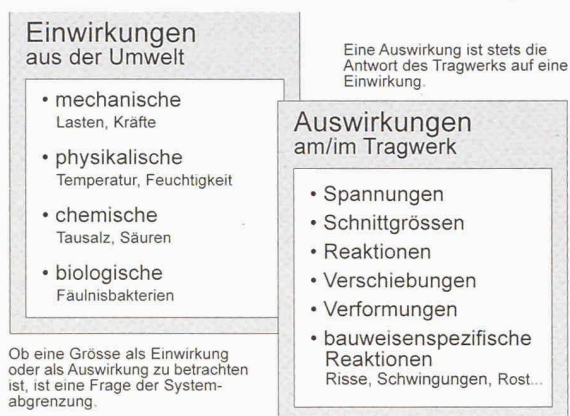 Einwirkungen
aus der Umwelt
• mechanische
Lasten, Kräfte
• physikalische
Temperatur, Feuchtigkeit
• chemische
Tausalz, Säuren
• biologische
Fäulnisbakterien
Ob eine Grösse als Einwirkung
oder als Auswirkung zu betrachten
ist, ist eine Frage der System-
abgrenzung.
Eine Auswirkung ist stets die
Antwort des Tragwerks auf eine
Einwirkung.
Auswirkungen
am/im Tragwerk
• Spannungen
• Schnittgrössen
• Reaktionen
• Verschiebungen
• Verformungen
• bauweisenspezifische
Reaktionen
Risse, Schwingungen, Rost...